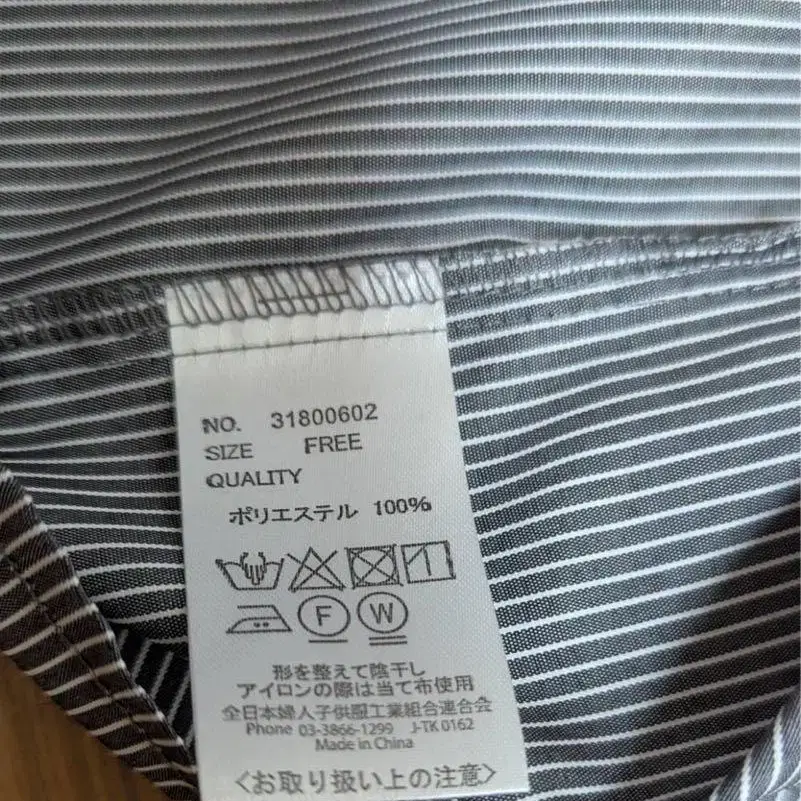 NO. 31800602
SIZE FREE
QUALITY
ポリエステル 100%
F W
形を整えて陰干し
アイロンの際は当て布使用
全日本婦人子供服工業組合連合会
Phone 03-3866-1299 J-TK 0162
Made in China
〈お取り扱い上の注意〉